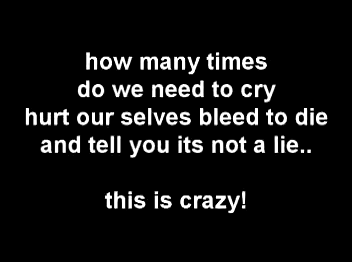 how many times
do we need to cry
hurt our selves bleed to die
and tell you its not a lie..
this is crazy!